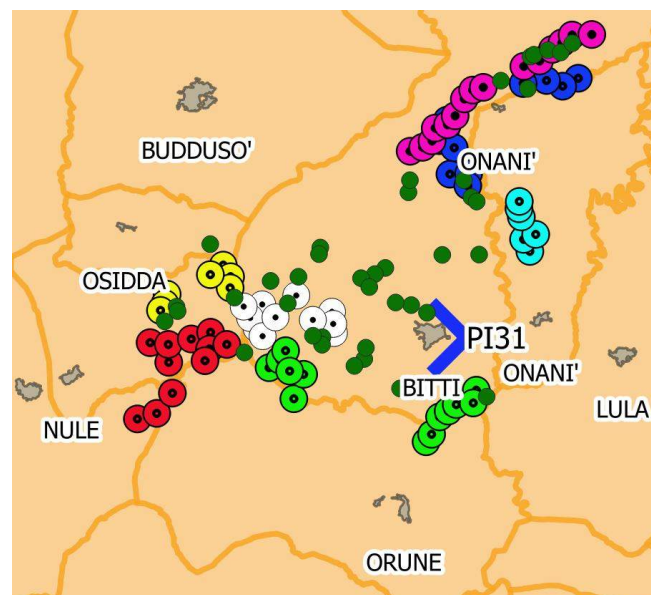 BUDDUSO'
ONANI'
OSIDDA
PI31
ONANI'
BITTI
LULA
NULE
ORUNE